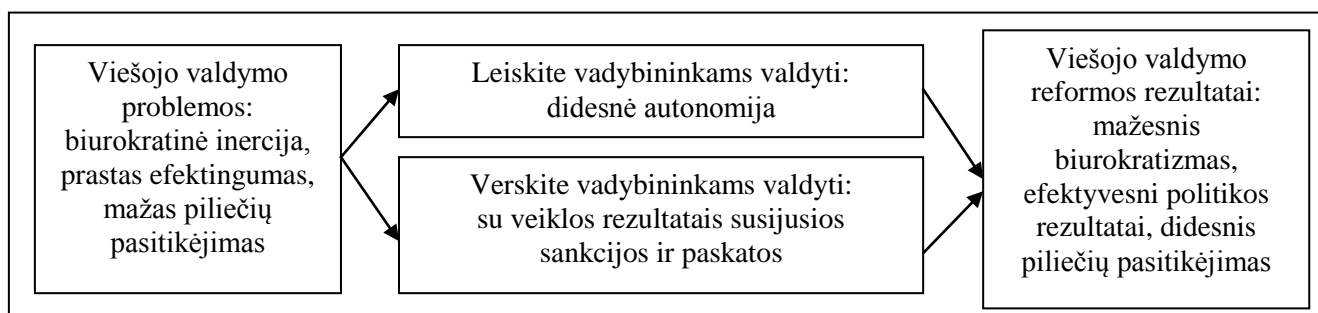 Viešojo valdymo
problemos:
biurokratinė inercija,
prastas efektingumas,
mažas piliečių
pasitikėjimas
Leiskite vadybininkams valdyti:
didesnė autonomija
Verskite vadybininkams valdyti:
su veiklos rezultatais susijusios
sankcijos ir paskatos
Viešojo valdymo
reformos rezultatai:
mažesnis
biurokratizmas,
efektyvesni politikos
rezultatai, didesnis
piliečių pasitikėjimas